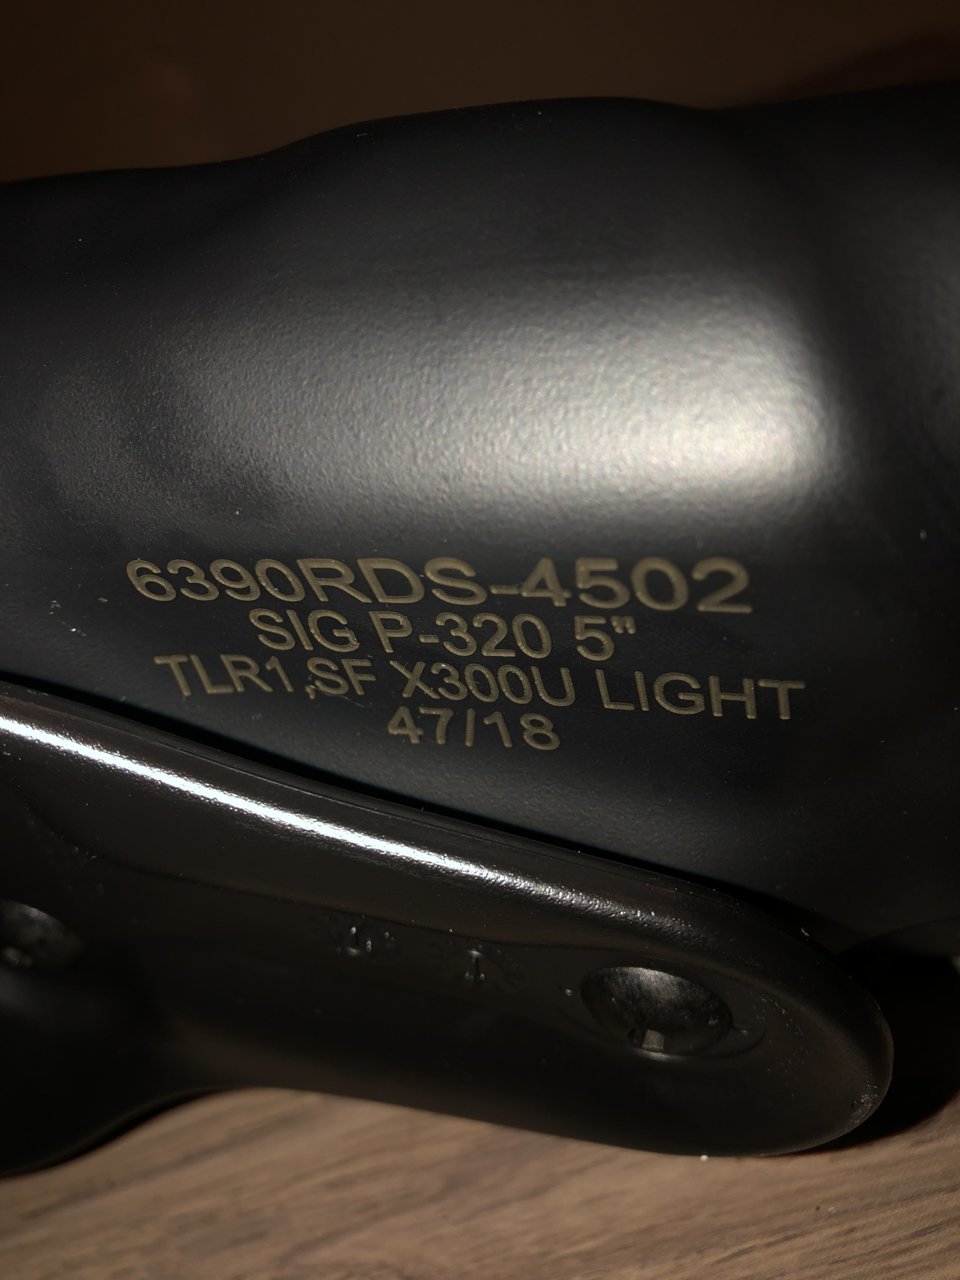 6390RDS-4502
SIG P-320 5"
TLR1,SF X300U LIGHT
47/18